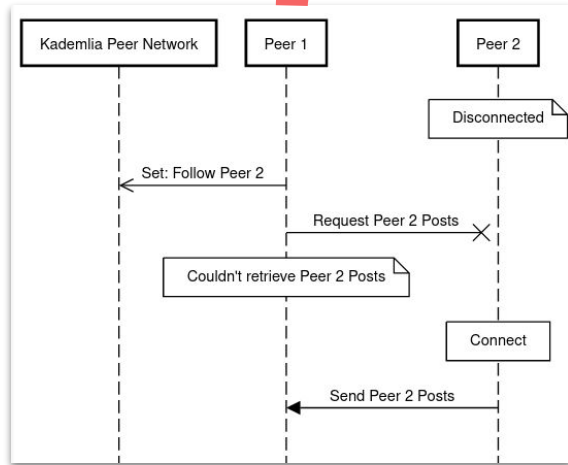 Kademlia Peer Network
Peer 1
Peer 2
Disconnected
Set: Follow Peer 2
Request Peer 2 Posts
Couldn't retrieve Peer 2 Posts
Connect
Send Peer 2 Posts